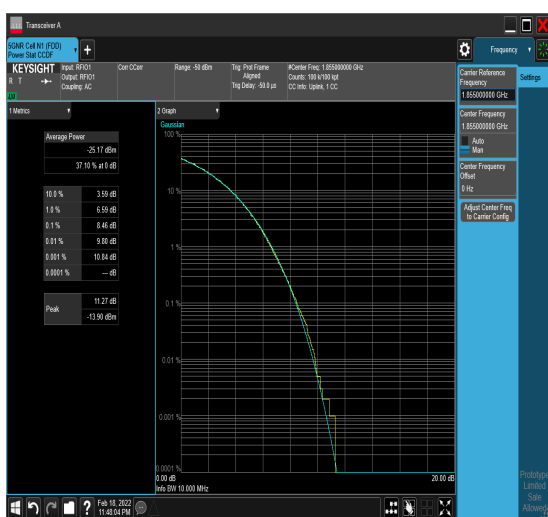 Transceiver A
5GNR Cell N1 (FDD)
Power Stat CCDF
Frequency
KEYSIGHT
R T
Input: RFIO1
Output: RFIO1
Coupling: AC
Corr CCorr
Range: -50 dBm
Trig: Prot Frame
Aligned
Trig Delay: -53.0 µs
#Center Freq: 1.855000000 GHz
Counts: 100 k/100 kpt
CC Info: Uplink, 1 CC
1 Metrics
Average Power
-25.17 dBm
37.10 % at 0 dB
10.0 % 3.59 dB
1.0 % 6.59 dB
0.1 % 8.46 dB
0.01 % 9.80 dB
0.001 % 10.84 dB
0.0001 % --- dB
Peak
11.27 dB
-13.90 dBm
2 Graph
Gaussian
100 %
10 %
1 %
0.1 %
0.01 %
0.001 %
0.0001 %
0.00 dB
20.00 dB
Info BW 10.000 MHz
Carrier Reference
Frequency
1.855000000 GHz
Center Frequency
1.855000000 GHz
Auto
Man
Center Frequency
Offset
0 Hz
Adjust Center Freq
to Carrier Config
Settings
Prototype
Limited
Sale
Allowed
Feb 18, 2022
11:48:04 PM